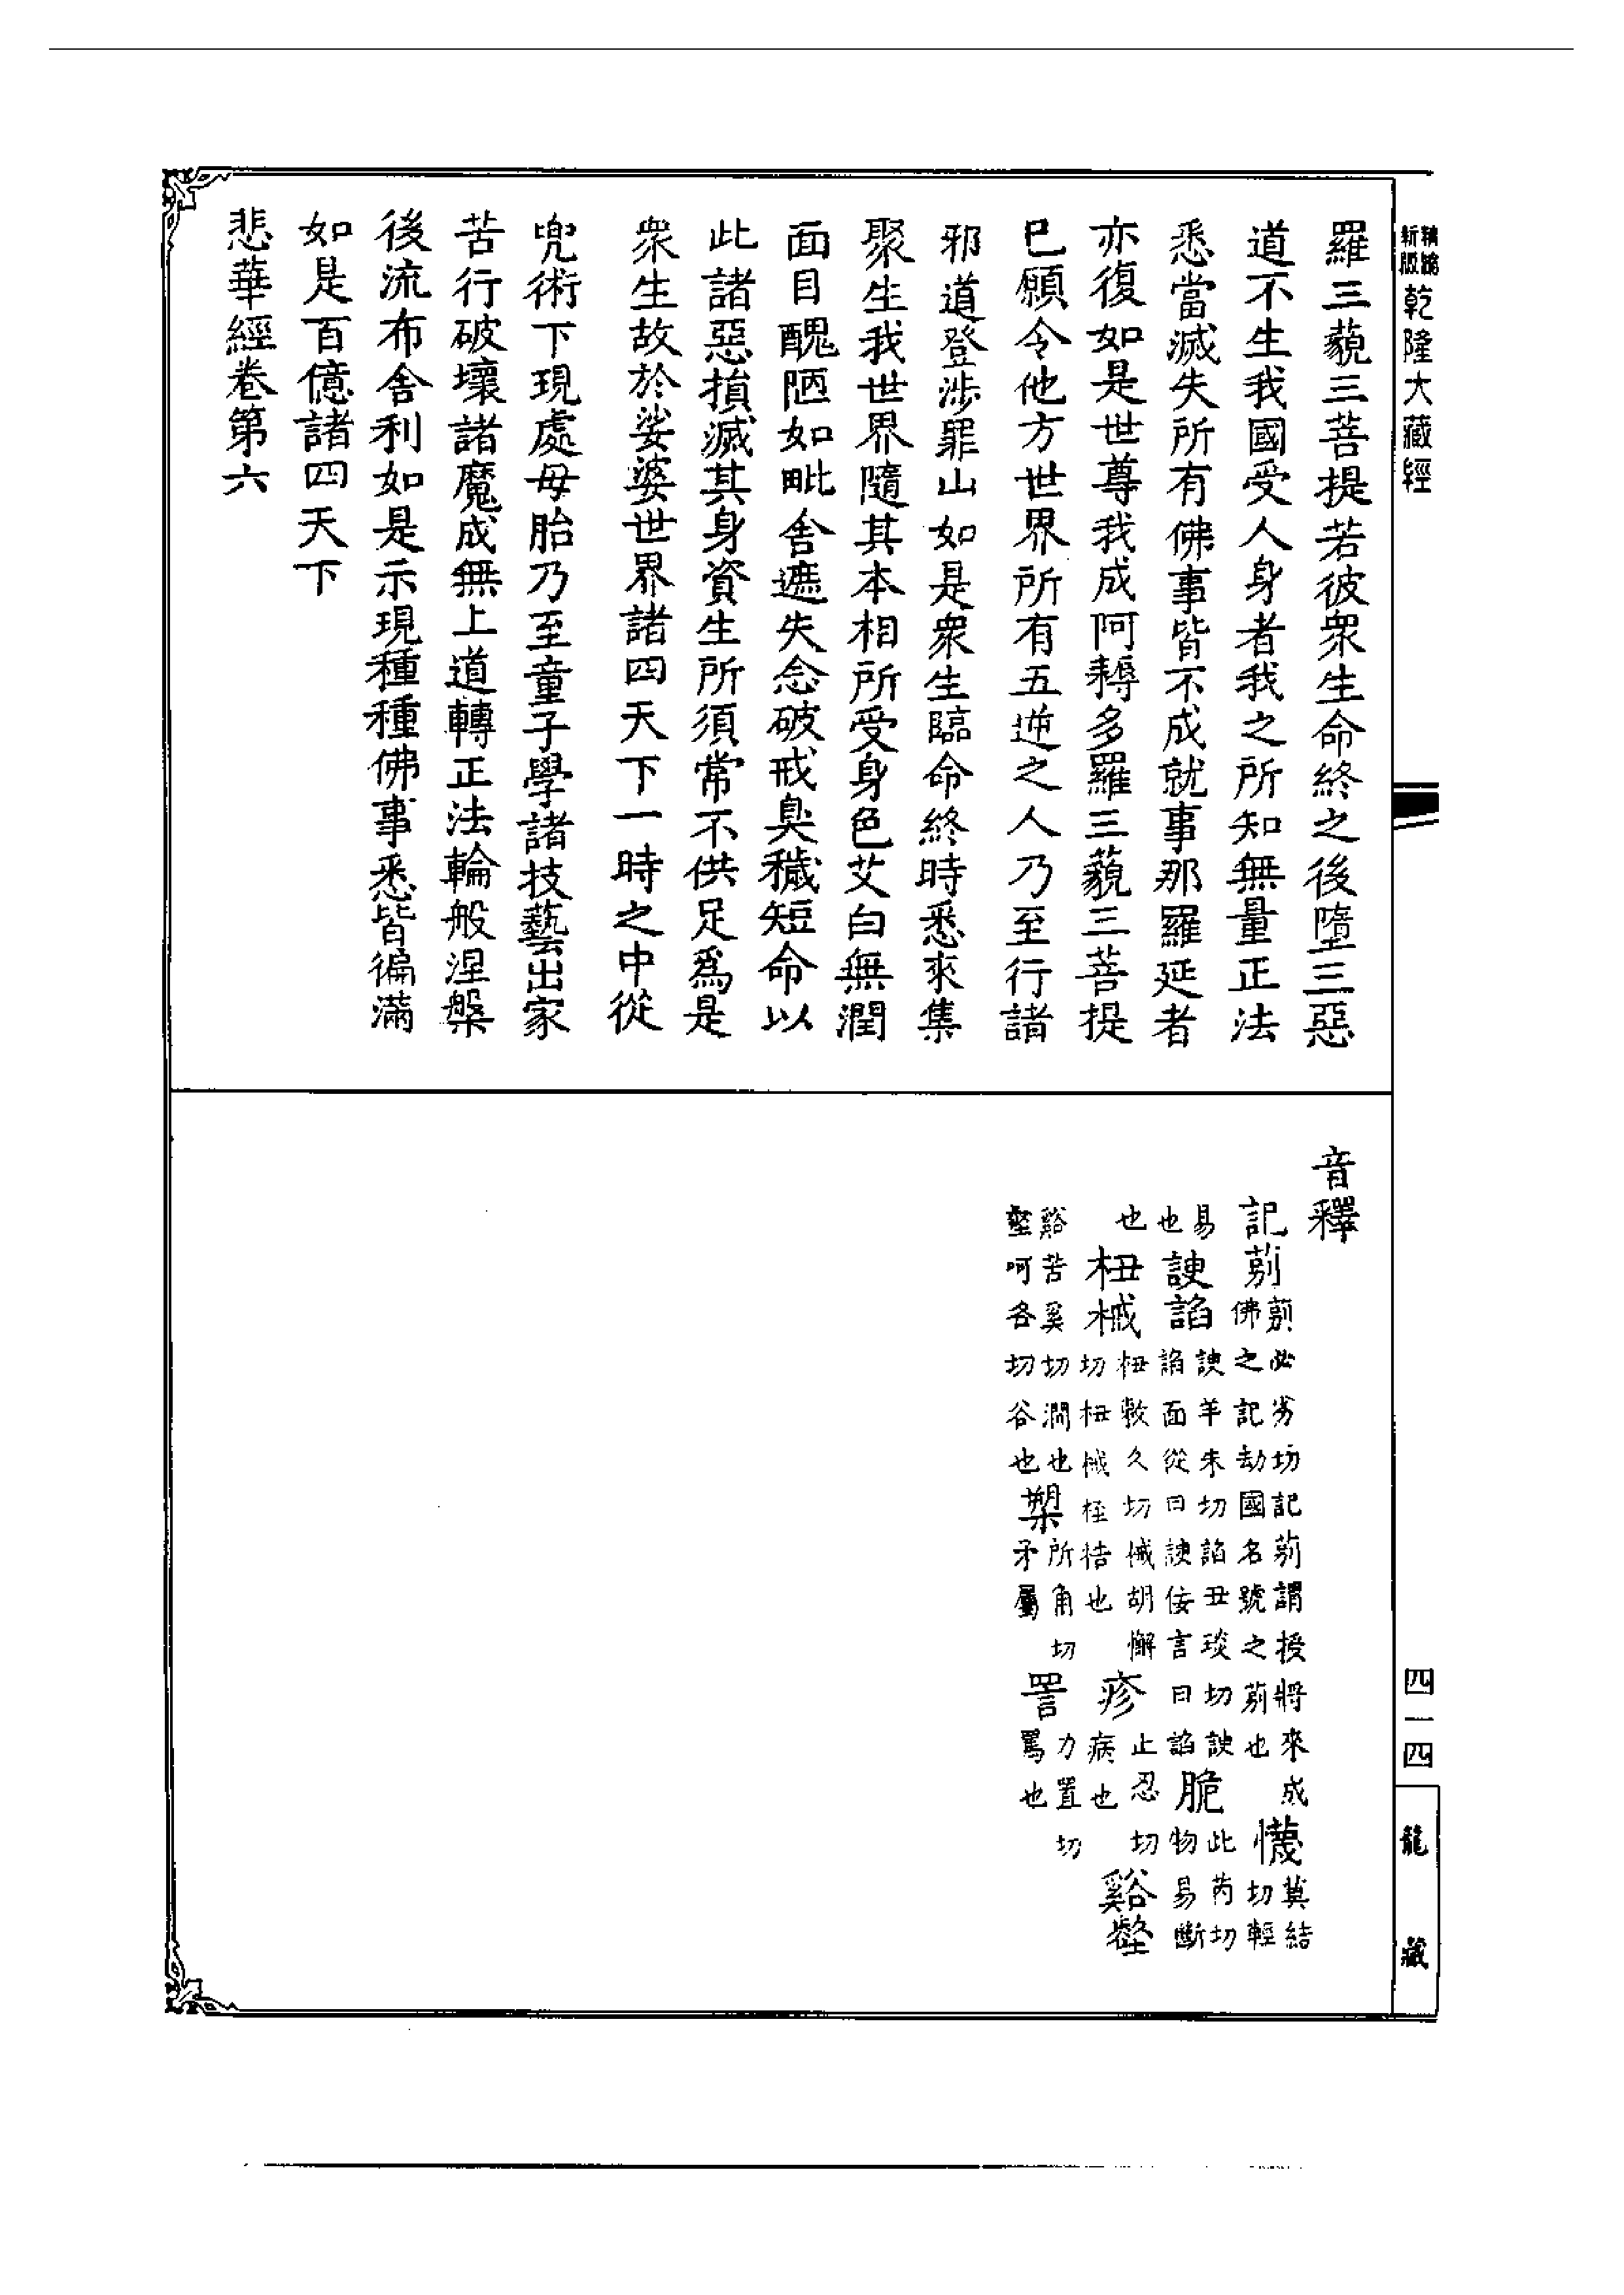 精編新版 乾隆大藏經
四一四
龍藏
羅三藐三菩提若彼眾生命終之後墮三惡
道不生我國受人身者我之所知無量正法
悉當滅失所有佛事皆不成就事那羅延者
亦復如是世尊我成阿耨多羅三藐三菩提
已願令他方世界所有五逆之人乃至行諸
邪道登涉罪山如是眾生臨命終時悉來集
聚生我世界隨其本相所受身色艾白無潤
面目醜陋如毗舍遮失念破戒臭穢短命以
此諸惡損滅其身資生所須常不供足為是
眾生故於娑婆世界諸四天下一時之中從
兜術下現處母胎乃至童子學諸技藝出家
苦行破壞諸魔成無上道轉正法輪般涅槃
後流布舍利如是示現種種佛事悉皆徧滿
如是百億諸四天下
悲華經卷第六
音釋
記莂莂必劣切記莂謂授將來成佛之記劫國名號之莂也懱莫結切輕
易也諛諂諛羊朱切諂丑琰切諛諂面從曰諛佞言曰諂脆此芮切物易斷
也杻械杻敕久切械胡懈切杻械桎梏也疹止忍切病也谿壑
谿苦奚切澗也壑呵各切谷也槊所角切矛屬詈力置切罵也